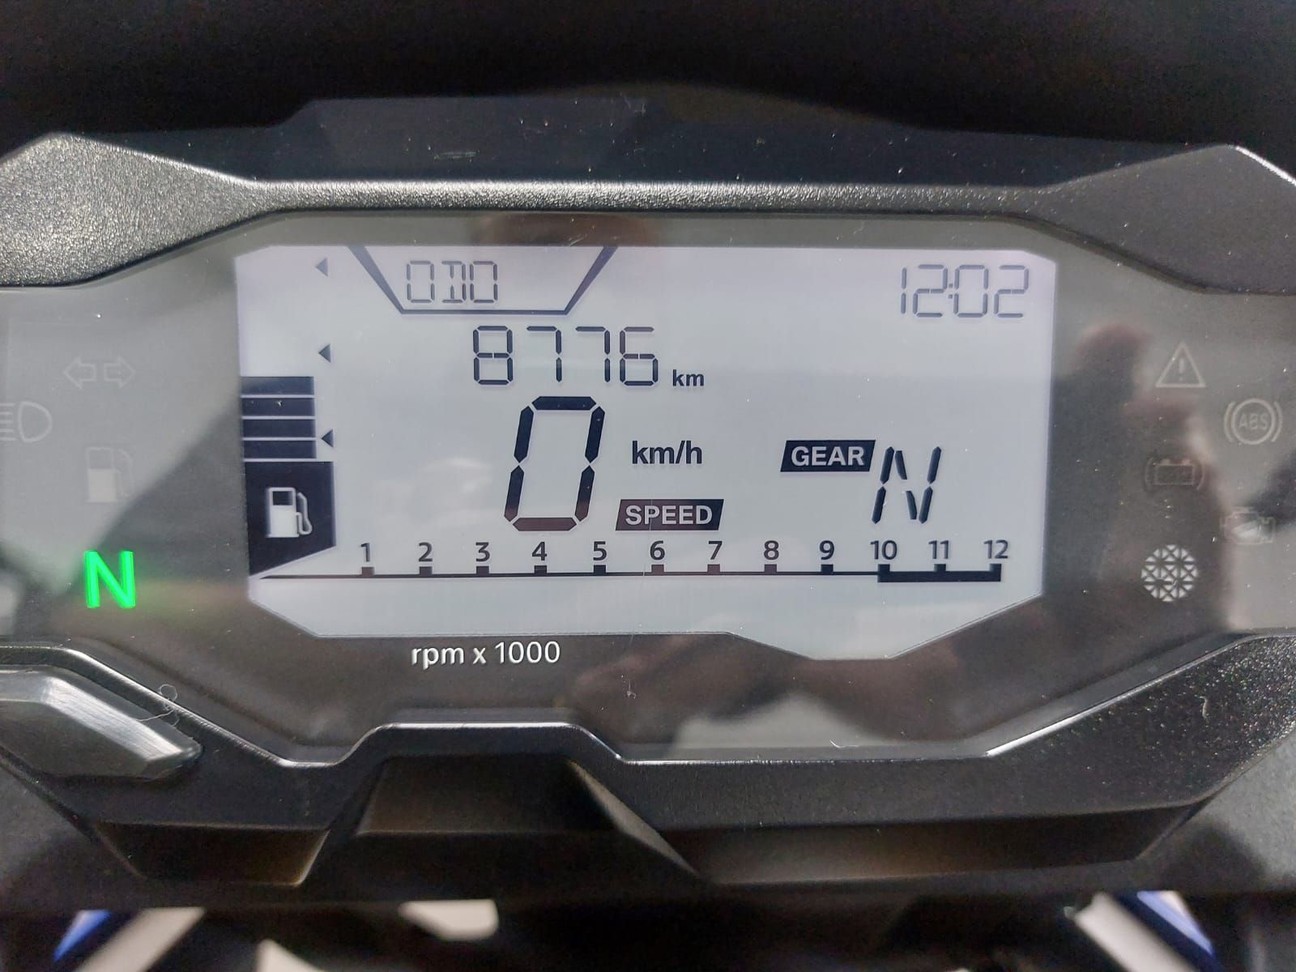 ODO
12:02
8776 km
0 km/h
GEAR N
SPEED
1 2 3 4 5 6 7 8 9 10 11 12
rpm x 1000
N
ABS